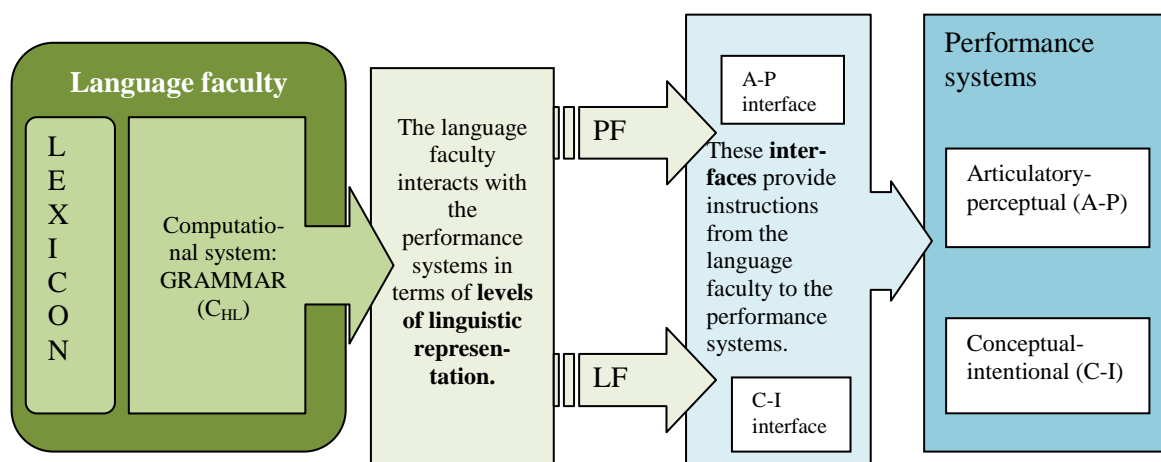 Language faculty
L
E
X
I
C
O
N
Computatio-
nal system:
GRAMMAR
(CHL)
The language
faculty
interacts with
the
performance
systems in
terms of levels
of linguistic
represen-
tation.
PF
LF
A-P
interface
These inter-
faces provide
instructions
from the
language
faculty to the
performance
systems.
C-I
interface
Performance
systems
Articulatory-
perceptual (A-P)
Conceptual-
intentional (C-I)